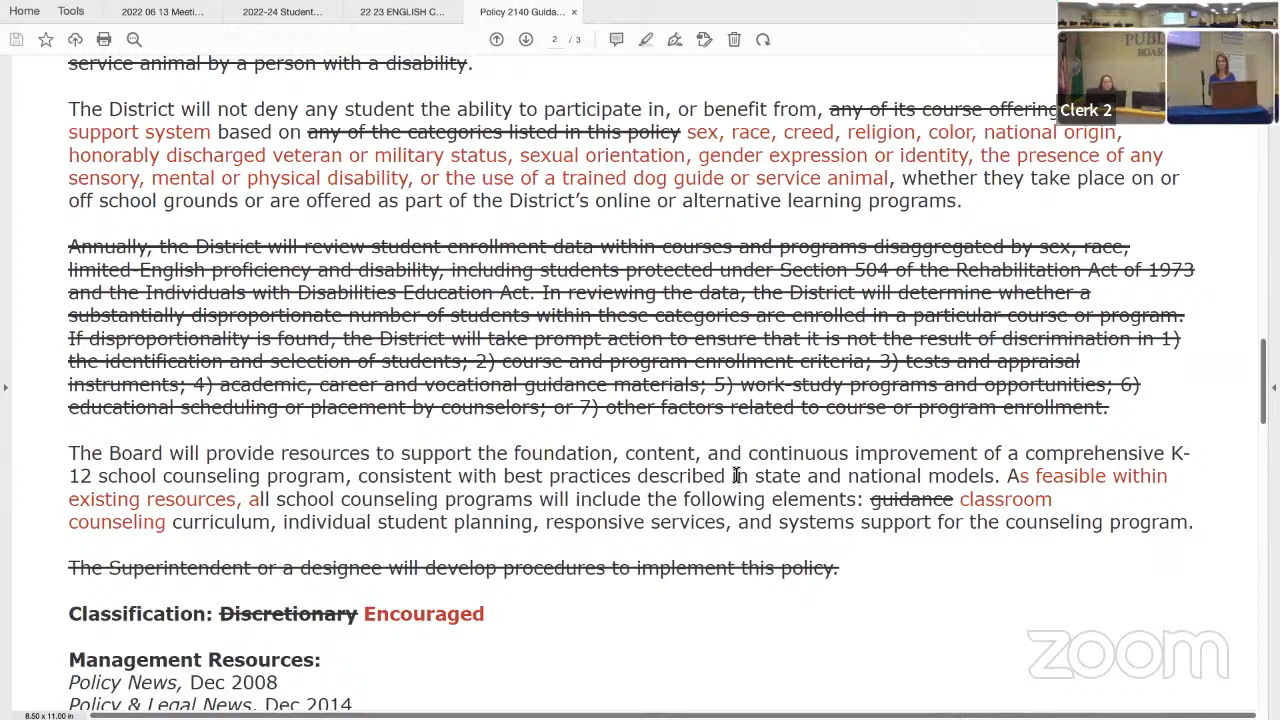 Home Tools 2022 06 13 Meeti... 2022-24 Student... 22 23 ENGLISH C... Policy 2140 Guida... ×
2 / 3
PUBLI
BOAR
Clerk 2
service animal by a person with a disability.
The District will not deny any student the ability to participate in, or benefit from, any of its course offering
support system based on any of the categories listed in this policy sex, race, creed, religion, color, national origin,
honorably discharged veteran or military status, sexual orientation, gender expression or identity, the presence of any
sensory, mental or physical disability, or the use of a trained dog guide or service animal, whether they take place on or
off school grounds or are offered as part of the District's online or alternative learning programs.
Annually, the District will review student enrollment data within courses and programs disaggregated by sex, race,
limited-English proficiency and disability, including students protected under Section 504 of the Rehabilitation Act of 1973
and the Individuals with Disabilities Education Act. In reviewing the data, the District will determine whether a
substantially disproportionate number of students within these categories are enrolled in a particular course or program.
If disproportionality is found, the District will take prompt action to ensure that it is not the result of discrimination in 1)
the identification and selection of students; 2) course and program enrollment criteria; 3) tests and appraisal
instruments; 4) academic, career and vocational guidance materials; 5) work-study programs and opportunities; 6)
educational scheduling or placement by counselors; or 7) other factors related to course or program enrollment.
The Board will provide resources to support the foundation, content, and continuous improvement of a comprehensive K-
12 school counseling program, consistent with best practices described in state and national models. As feasible within
existing resources, all school counseling programs will include the following elements: guidance classroom
counseling curriculum, individual student planning, responsive services, and systems support for the counseling program.
The Superintendent or a designee will develop procedures to implement this policy.
Classification: Discretionary Encouraged
Management Resources:
Policy News, Dec 2008
Policy & Legal News, Dec 2014
zoom
8.50 x 11.00 in